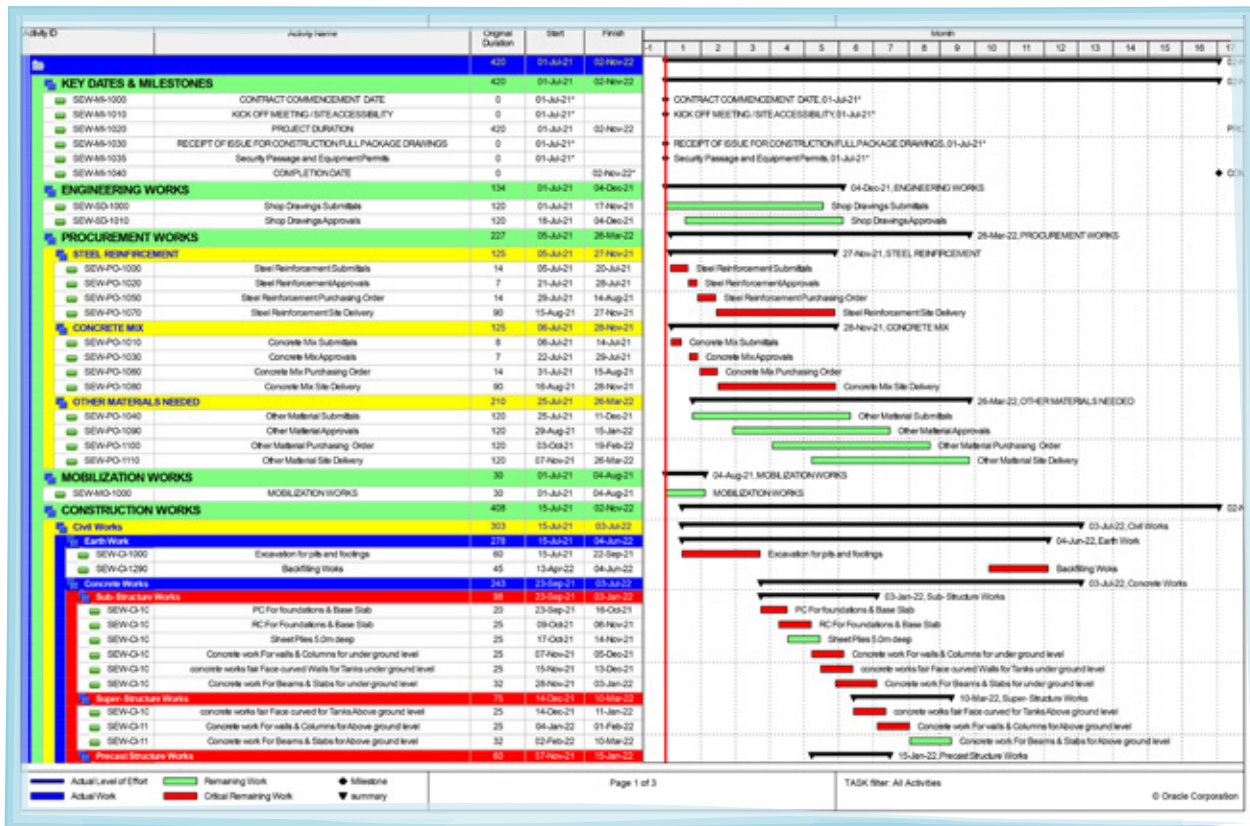 Activity ID Activity Name Original Duration Start Finish Month
-1 1 2 3 4 5 6 7 8 9 10 11 12 13 14 15 16 17
420 01-Jul-21 02-Nov-22
KEY DATES & MILESTONES 420 01-Jul-21 02-Nov-22
SEW-MI-1000 CONTRACT COMMENCEMENT DATE 0 01-Jul-21* CONTRACT COMMENCEMENT DATE, 01-Jul-21*
SEW-MI-1010 KICK OFF MEETING / SITE ACCESSIBILITY 0 01-Jul-21* KICK OFF MEETING / SITE ACCESSIBILITY, 01-Jul-21*
SEW-MI-1020 PROJECT DURATION 420 01-Jul-21 02-Nov-22
SEW-MI-1030 RECEIPT OF ISSUE FOR CONSTRUCTION FULL PACKAGE DRAWINGS 0 01-Jul-21* RECEIPT OF ISSUE FOR CONSTRUCTION FULL PACKAGE DRAWINGS, 01-Jul-21*
SEW-MI-1035 Security Passage and Equipment Permits 0 01-Jul-21* Security Passage and Equipment Permits, 01-Jul-21*
SEW-MI-1040 COMPLETION DATE 0 02-Nov-22*
ENGINEERING WORKS 134 01-Jul-21 04-Dec-21 04-Dec-21, ENGINEERING WORKS
SEW-SD-1000 Shop Drawings Submittals 120 01-Jul-21 17-Nov-21 Shop Drawings Submittals
SEW-SD-1010 Shop Drawings Approvals 120 18-Jul-21 04-Dec-21 Shop Drawings Approvals
PROCUREMENT WORKS 227 05-Jul-21 26-Mar-22 26-Mar-22, PROCUREMENT WORKS
STEEL REINFIRCEMENT 125 05-Jul-21 27-Nov-21 27-Nov-21, STEEL REINFIRCEMENT
SEW-PO-1000 Steel Reinforcement Submittals 14 05-Jul-21 20-Jul-21 Steel Reinforcement Submittals
SEW-PO-1020 Steel Reinforcement Approvals 7 21-Jul-21 28-Jul-21 Steel Reinforcement Approvals
SEW-PO-1050 Steel Reinforcement Purchasing Order 14 29-Jul-21 14-Aug-21 Steel Reinforcement Purchasing Order
SEW-PO-1070 Steel Reinforcement Site Delivery 90 15-Aug-21 27-Nov-21 Steel Reinforcement Site Delivery
CONCRETE MIX 125 06-Jul-21 28-Nov-21 28-Nov-21, CONCRETE MIX
SEW-PO-1010 Concrete Mix Submittals 8 06-Jul-21 14-Jul-21 Concrete Mix Submittals
SEW-PO-1030 Concrete Mix Approvals 7 22-Jul-21 29-Jul-21 Concrete Mix Approvals
SEW-PO-1060 Concrete Mix Purchasing Order 14 31-Jul-21 15-Aug-21 Concrete Mix Purchasing Order
SEW-PO-1080 Concrete Mix Site Delivery 90 16-Aug-21 28-Nov-21 Concrete Mix Site Delivery
OTHER MATERIALS NEEDED 210 25-Jul-21 26-Mar-22 26-Mar-22, OTHER MATERIALS NEEDED
SEW-PO-1040 Other Material Submittals 120 25-Jul-21 11-Dec-21 Other Material Submittals
SEW-PO-1090 Other Material Approvals 120 29-Aug-21 15-Jan-22 Other Material Approvals
SEW-PO-1100 Other Material Purchasing Order 120 03-Oct-21 19-Feb-22 Other Material Purchasing Order
SEW-PO-1110 Other Material Site Delivery 120 07-Nov-21 26-Mar-22 Other Material Site Delivery
MOBILIZATION WORKS 30 01-Jul-21 04-Aug-21 04-Aug-21, MOBILIZATION WORKS
SEW-MO-1000 MOBILIZATION WORKS 30 01-Jul-21 04-Aug-21 MOBILIZATION WORKS
CONSTRUCTION WORKS 408 15-Jul-21 02-Nov-22
Civil Works 303 15-Jul-21 03-Jul-22 03-Jul-22, Civil Works
Earth Work 278 15-Jul-21 04-Jun-22 04-Jun-22, Earth Work
SEW-CI-1000 Excavation for pits and footings 60 15-Jul-21 22-Sep-21 Excavation for pits and footings
SEW-CI-1290 Backfilling Woks 45 13-Apr-22 04-Jun-22 Backfilling Woks
Concrete Works 243 23-Sep-21 03-Jul-22 03-Jul-22, Concrete Works
Sub- Structure Works 88 23-Sep-21 03-Jan-22 03-Jan-22, Sub- Structure Works
SEW-CI-10 PC For foundations & Base Slab 20 23-Sep-21 16-Oct-21 PC For foundations & Base Slab
SEW-CI-10 RC For Foundations & Base Slab 25 09-Oct-21 06-Nov-21 RC For Foundations & Base Slab
SEW-CI-10 Sheet Piles 5.0m deep 25 17-Oct-21 14-Nov-21 Sheet Piles 5.0m deep
SEW-CI-10 Concrete work For walls & Columns for under ground level 25 07-Nov-21 05-Dec-21 Concrete work For walls & Columns for under ground level
SEW-CI-10 concrete works fair Face curved Walls for Tanks under ground level 25 15-Nov-21 13-Dec-21 concrete works fair Face curved Walls for Tanks under ground level
SEW-CI-10 Concrete work For Beams & Slabs for under ground level 32 28-Nov-21 03-Jan-22 Concrete work For Beams & Slabs for under ground level
Super- Structure Works 75 14-Dec-21 10-Mar-22 10-Mar-22, Super- Structure Works
SEW-CI-10 concrete works fair Face curved for Tanks Above ground level 25 14-Dec-21 11-Jan-22 concrete works fair Face curved for Tanks Above ground level
SEW-CI-11 Concrete work For walls & Columns for Above ground level 25 04-Jan-22 01-Feb-22 Concrete work For walls & Columns for Above ground level
SEW-CI-11 Concrete work For Beams & Slabs for Above ground level 32 02-Feb-22 10-Mar-22 Concrete work For Beams & Slabs for Above ground level
Precast Structure Works 60 07-Nov-21 15-Jan-22 15-Jan-22, Precast Structure Works
Actual Level of Effort Remaining Work Milestone Page 1 of 3 TASK filter: All Activities
Actual Work Critical Remaining Work summary © Oracle Corporation